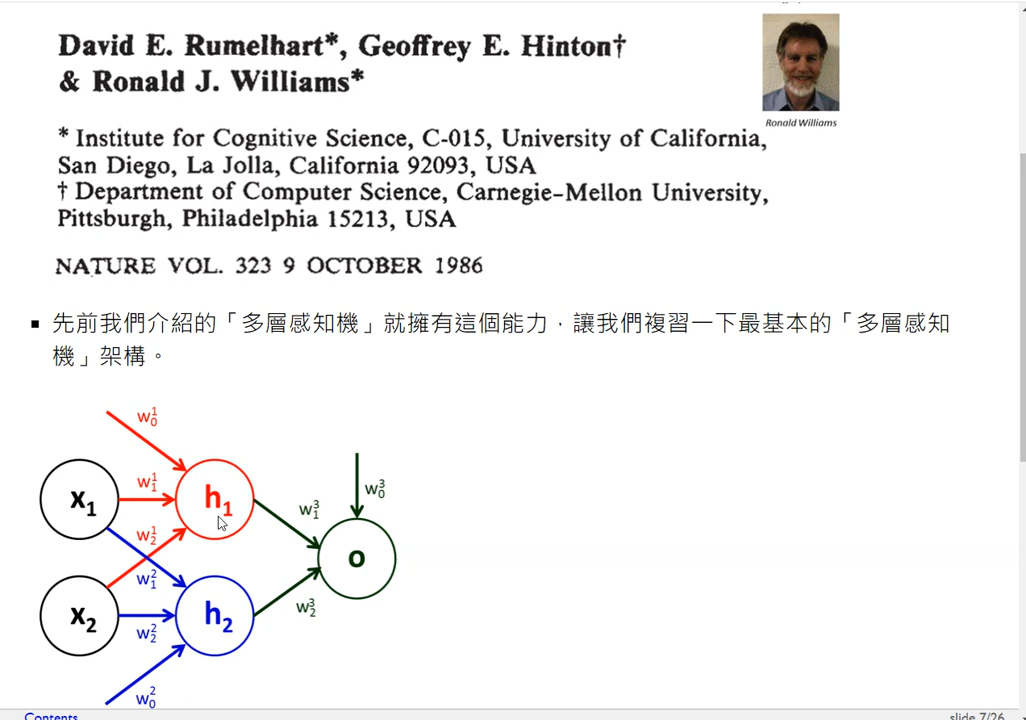 David E. Rumelhart*, Geoffrey E. Hinton†
& Ronald J. Williams*
Ronald Williams
* Institute for Cognitive Science, C-015, University of California,
San Diego, La Jolla, California 92093, USA
† Department of Computer Science, Carnegie-Mellon University,
Pittsburgh, Philadelphia 15213, USA
NATURE VOL. 323 9 OCTOBER 1986
▪ 先前我們介紹的「多層感知機」就擁有這個能力，讓我們複習一下最基本的「多層感知
機」架構。
w₀¹
x₁
w₁¹
h₁
w₂¹
w₁³
w₀³
o
w₁²
x₂
w₂²
h₂
w₂³
w₀²
Contents
slide 7/26